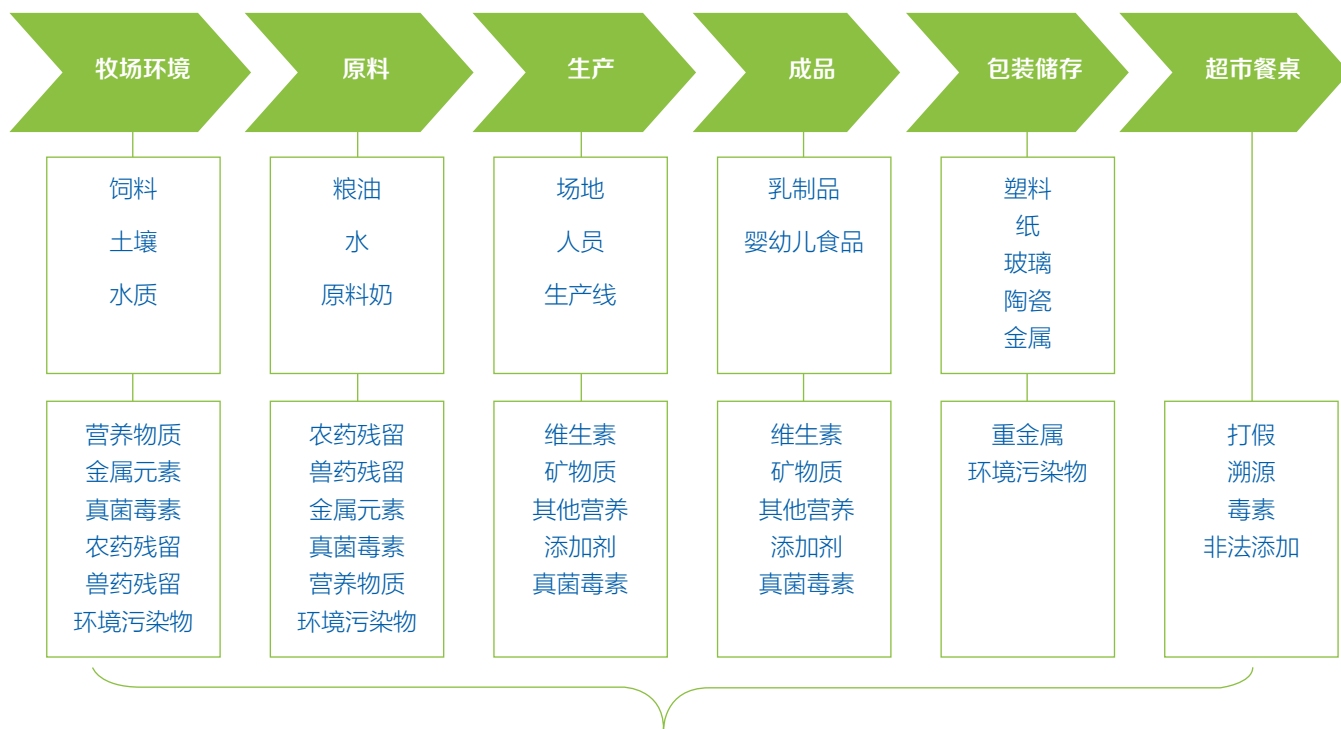 牧场环境
原料
生产
成品
包装储存
超市餐桌
饲料
土壤
水质
粮油
水
原料奶
场地
人员
生产线
乳制品
婴幼儿食品
塑料
纸
玻璃
陶瓷
金属
营养物质
金属元素
真菌毒素
农药残留
兽药残留
环境污染物
农药残留
兽药残留
金属元素
真菌毒素
营养物质
环境污染物
维生素
矿物质
其他营养
添加剂
真菌毒素
维生素
矿物质
其他营养
添加剂
真菌毒素
重金属
环境污染物
打假
溯源
毒素
非法添加